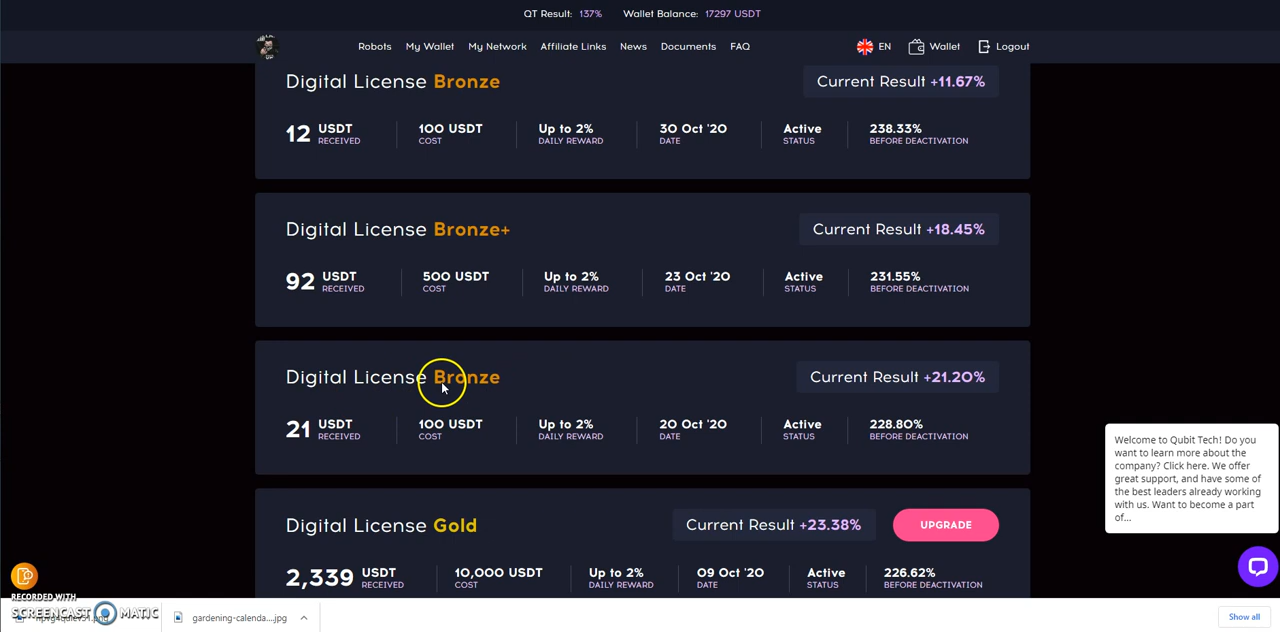 QT Result: 137% Wallet Balance: 17297 USDT
Robots My Wallet My Network Affiliate Links News Documents FAQ EN Wallet Logout
Digital License Bronze Current Result +11.67%
12 USDT RECEIVED 100 USDT COST Up to 2% DAILY REWARD 30 Oct '20 DATE Active STATUS 238.33% BEFORE DEACTIVATION
Digital License Bronze+ Current Result +18.45%
92 USDT RECEIVED 500 USDT COST Up to 2% DAILY REWARD 23 Oct '20 DATE Active STATUS 231.55% BEFORE DEACTIVATION
Digital License Bronze Current Result +21.20%
21 USDT RECEIVED 100 USDT COST Up to 2% DAILY REWARD 20 Oct '20 DATE Active STATUS 228.80% BEFORE DEACTIVATION
Digital License Gold Current Result +23.38% UPGRADE
2,339 USDT RECEIVED 10,000 USDT COST Up to 2% DAILY REWARD 09 Oct '20 DATE Active STATUS 226.62% BEFORE DEACTIVATION
Welcome to Qubit Tech! Do you
want to learn more about the
company? Click here. We offer
great support, and have some of
the best leaders already working
with us. Want to become a part
of...
RECORDED WITH
SCREENCAST MATIC
gardening-calenda....jpg
Show all